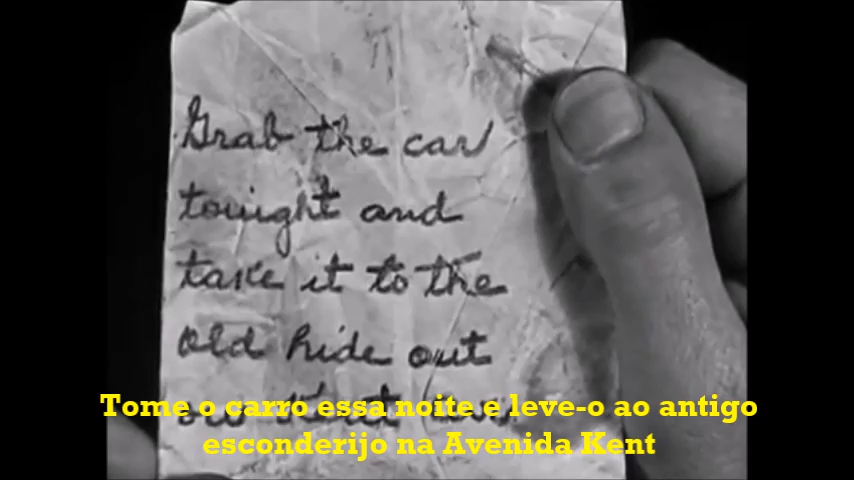 Grab the car
tonight and
take it to the
old hide out
Tome o carro essa noite e leve-o ao antigo
esconderijo na Avenida Kent